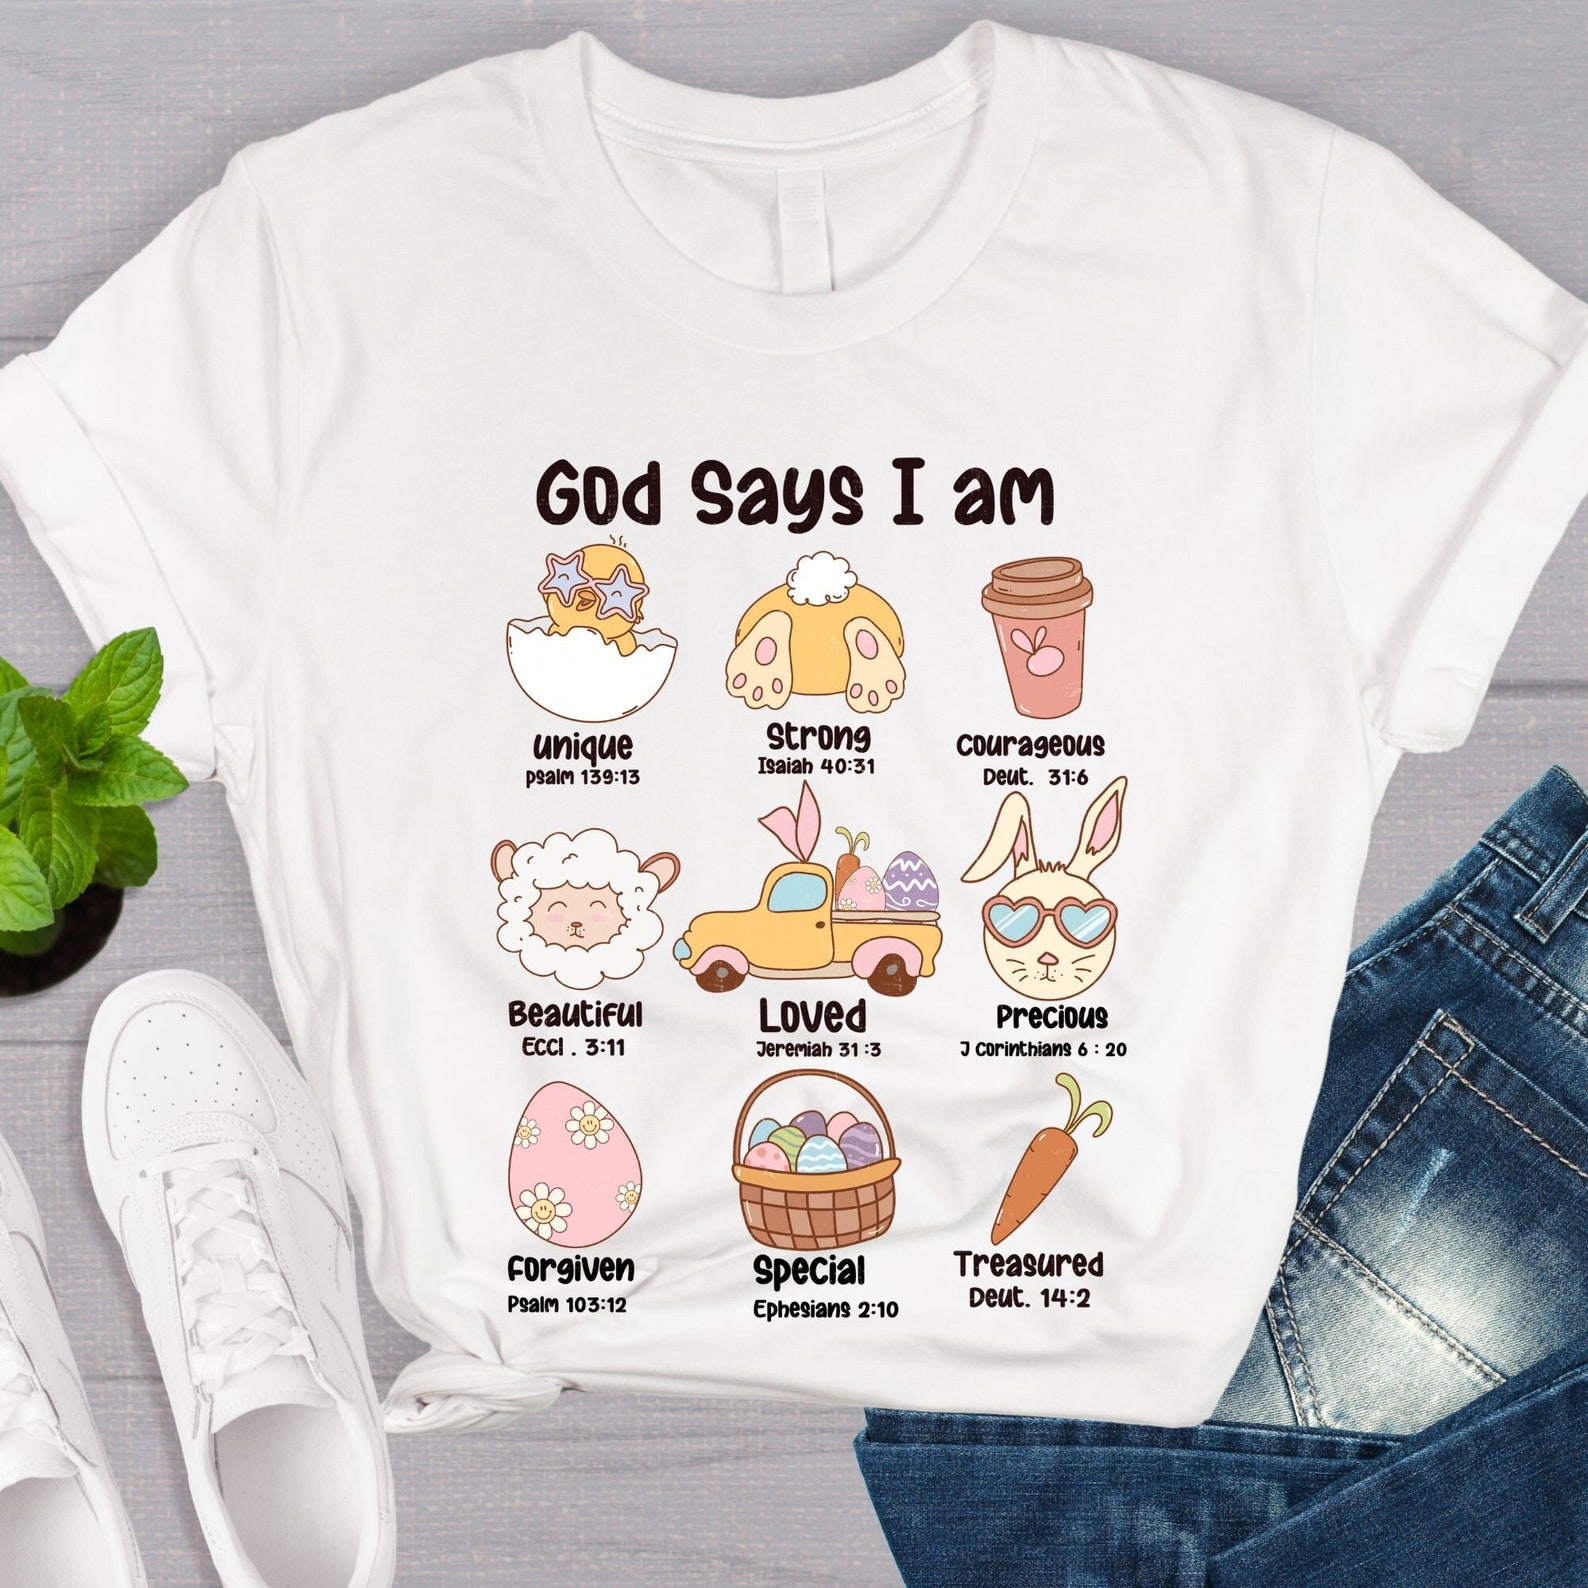 God Says I am
unique
Psalm 139:13
Strong
Isaiah 40:31
Courageous
Deut. 31:6
Beautiful
Eccl . 3:11
Loved
Jeremiah 31 :3
Precious
J Corinthians 6 : 20
Forgiven
Psalm 103:12
Special
Ephesians 2:10
Treasured
Deut. 14:2